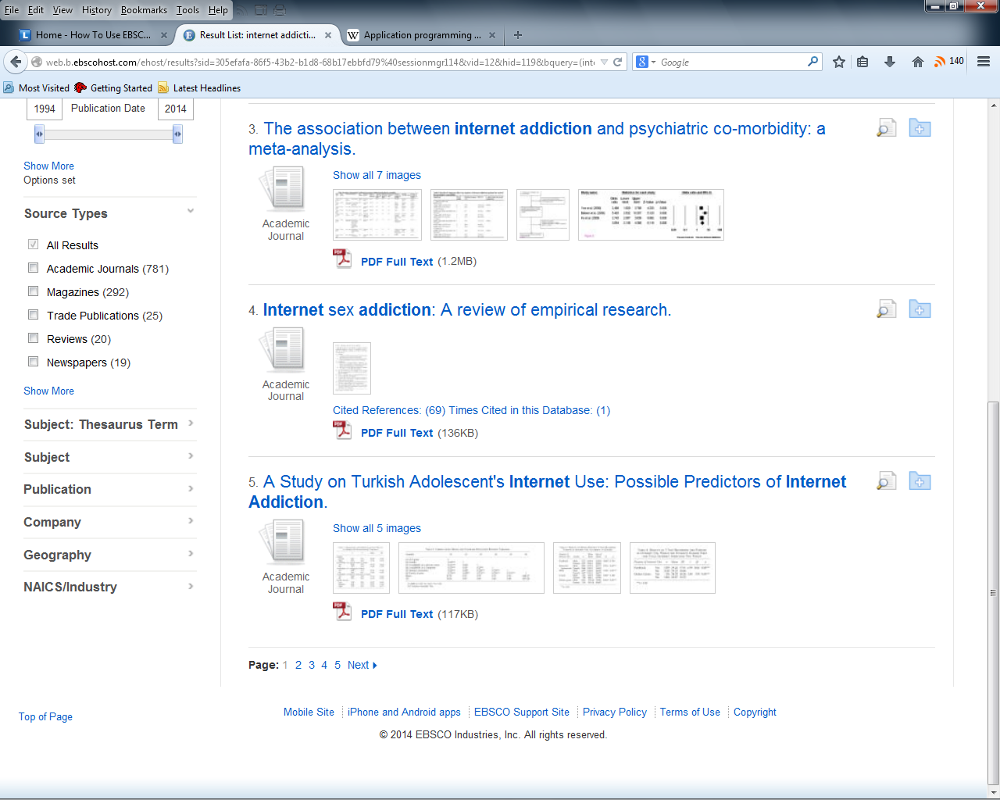 File Edit View History Bookmarks Tools Help
Home - How To Use EBSC...
Result List: internet addicti...
Application programming ...
web.b.ebscohost.com/ehost/results?sid=305efafa-86f5-43b2-b1d8-68b17ebbfd79%40sessionmgr114&vid=12&hid=119&bquery=(inte
Google
140
Most Visited Getting Started Latest Headlines
1994 Publication Date 2014
Show More
Options set
Source Types
All Results
Academic Journals (781)
Magazines (292)
Trade Publications (25)
Reviews (20)
Newspapers (19)
Show More
Subject: Thesaurus Term
Subject
Publication
Company
Geography
NAICS/Industry
3. The association between internet addiction and psychiatric co-morbidity: a
meta-analysis.
Academic
Journal
Show all 7 images
PDF Full Text (1.2MB)
4. Internet sex addiction: A review of empirical research.
Academic
Journal
Cited References: (69) Times Cited in this Database: (1)
PDF Full Text (136KB)
5. A Study on Turkish Adolescent's Internet Use: Possible Predictors of Internet
Addiction.
Academic
Journal
Show all 5 images
PDF Full Text (117KB)
Page: 1 2 3 4 5 Next
Top of Page
Mobile Site iPhone and Android apps EBSCO Support Site Privacy Policy Terms of Use Copyright
© 2014 EBSCO Industries, Inc. All rights reserved.